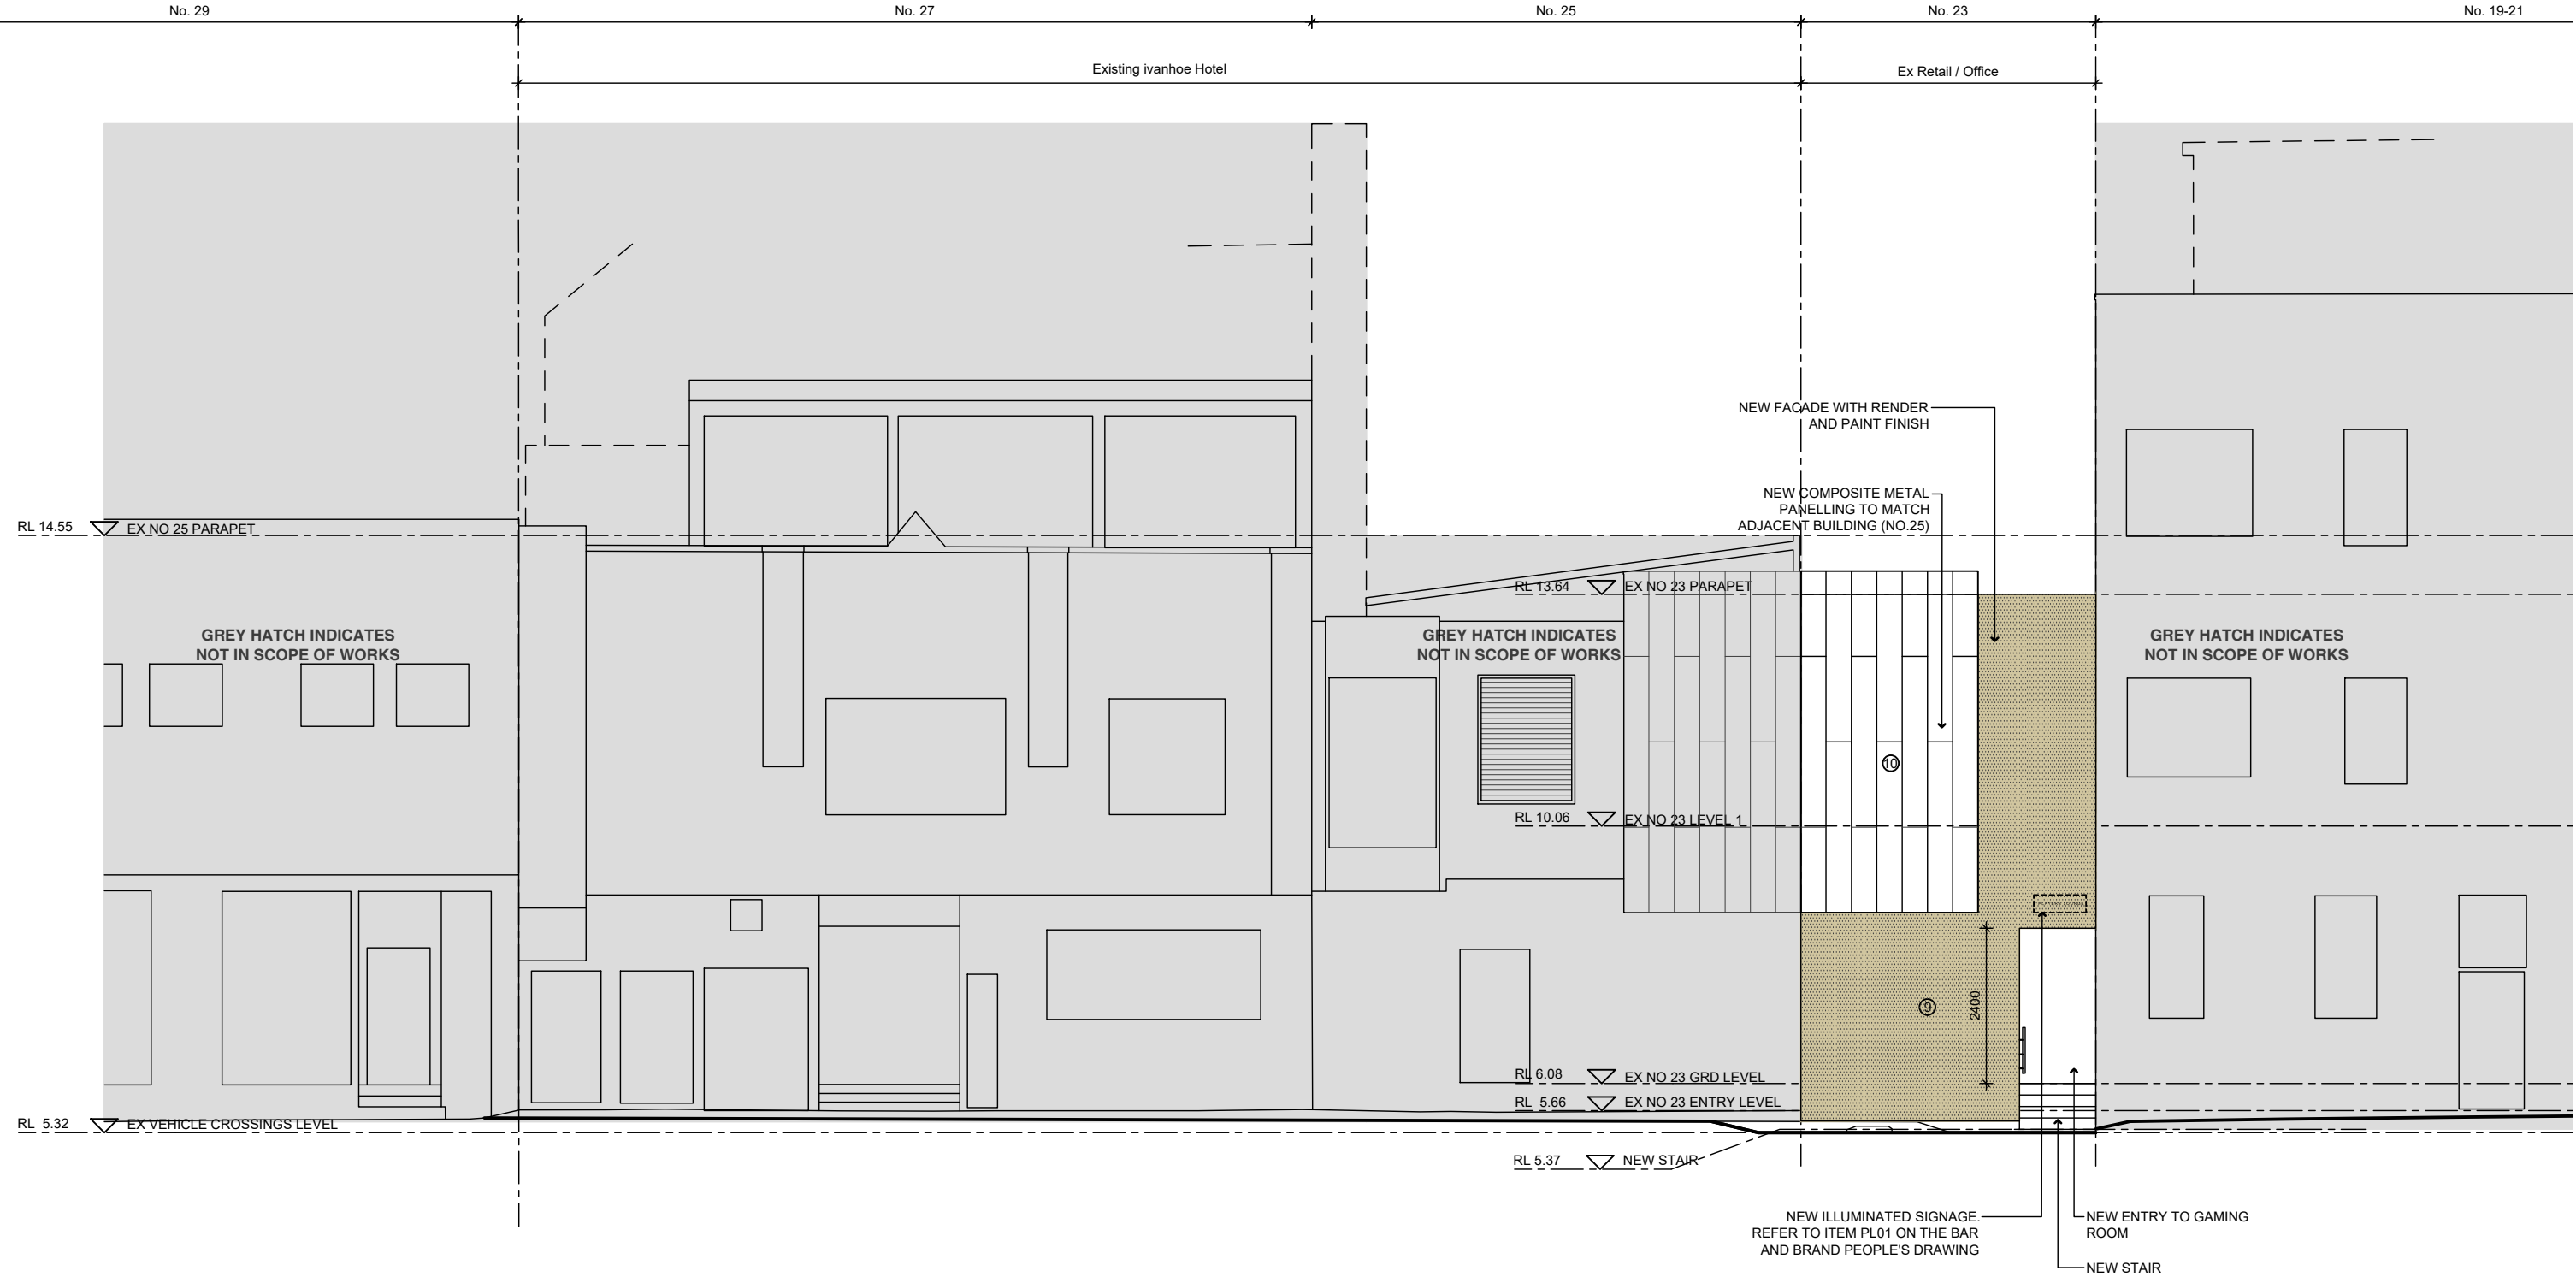 No. 29
No. 27
No. 25
No. 23
No. 19-21
Existing ivanhoe Hotel
Ex Retail / Office
NEW FACADE WITH RENDER
AND PAINT FINISH
NEW COMPOSITE METAL
PANELLING TO MATCH
ADJACENT BUILDING (NO.25)
RL 14.55
EX NO 25 PARAPET
RL 13.64
EX NO 23 PARAPET
GREY HATCH INDICATES
NOT IN SCOPE OF WORKS
GREY HATCH INDICATES
NOT IN SCOPE OF WORKS
GREY HATCH INDICATES
NOT IN SCOPE OF WORKS
10
RL 10.06
EX NO 23 LEVEL 1
PLAYERS LOUNGE
9
2400
RL 6.08
EX NO 23 GRD LEVEL
RL 5.66
EX NO 23 ENTRY LEVEL
RL 5.32
EX VEHICLE CROSSINGS LEVEL
RL 5.37
NEW STAIR
NEW ILLUMINATED SIGNAGE.
REFER TO ITEM PL01 ON THE BAR
AND BRAND PEOPLE'S DRAWING
NEW ENTRY TO GAMING
ROOM
NEW STAIR